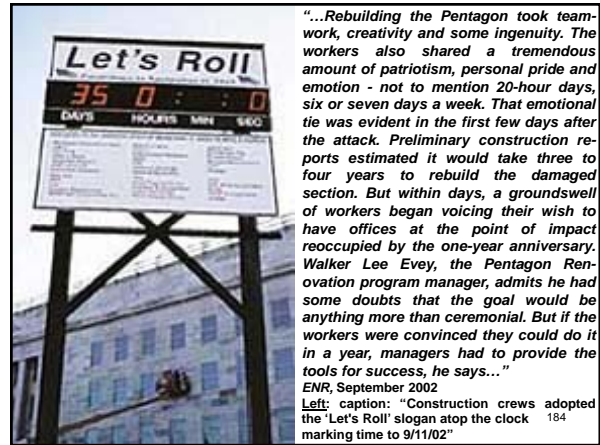 Let's Roll
35 0 : : 0
DAYS HOURS MIN SEC
“…Rebuilding the Pentagon took team-
work, creativity and some ingenuity. The
workers also shared a tremendous
amount of patriotism, personal pride and
emotion - not to mention 20-hour days,
six or seven days a week. That emotional
tie was evident in the first few days after
the attack. Preliminary construction re-
ports estimated it would take three to
four years to rebuild the damaged
section. But within days, a groundswell
of workers began voicing their wish to
have offices at the point of impact
reoccupied by the one-year anniversary.
Walker Lee Evey, the Pentagon Ren-
ovation program manager, admits he had
some doubts that the goal would be
anything more than ceremonial. But if the
workers were convinced they could do it
in a year, managers had to provide the
tools for success, he says…”
ENR, September 2002
Left: caption: “Construction crews adopted
the ‘Let's Roll’ slogan atop the clock
marking time to 9/11/02”
184